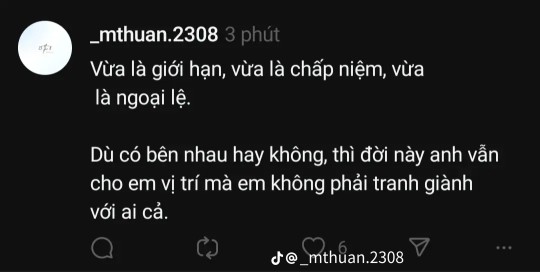 _mthuan.2308 3 phút
Vừa là giới hạn, vừa là chấp niệm, vừa
là ngoại lệ.
Dù có bên nhau hay không, thì đời này anh vẫn
cho em vị trí mà em không phải tranh giành
với ai cả.
6
@_mthuan.2308